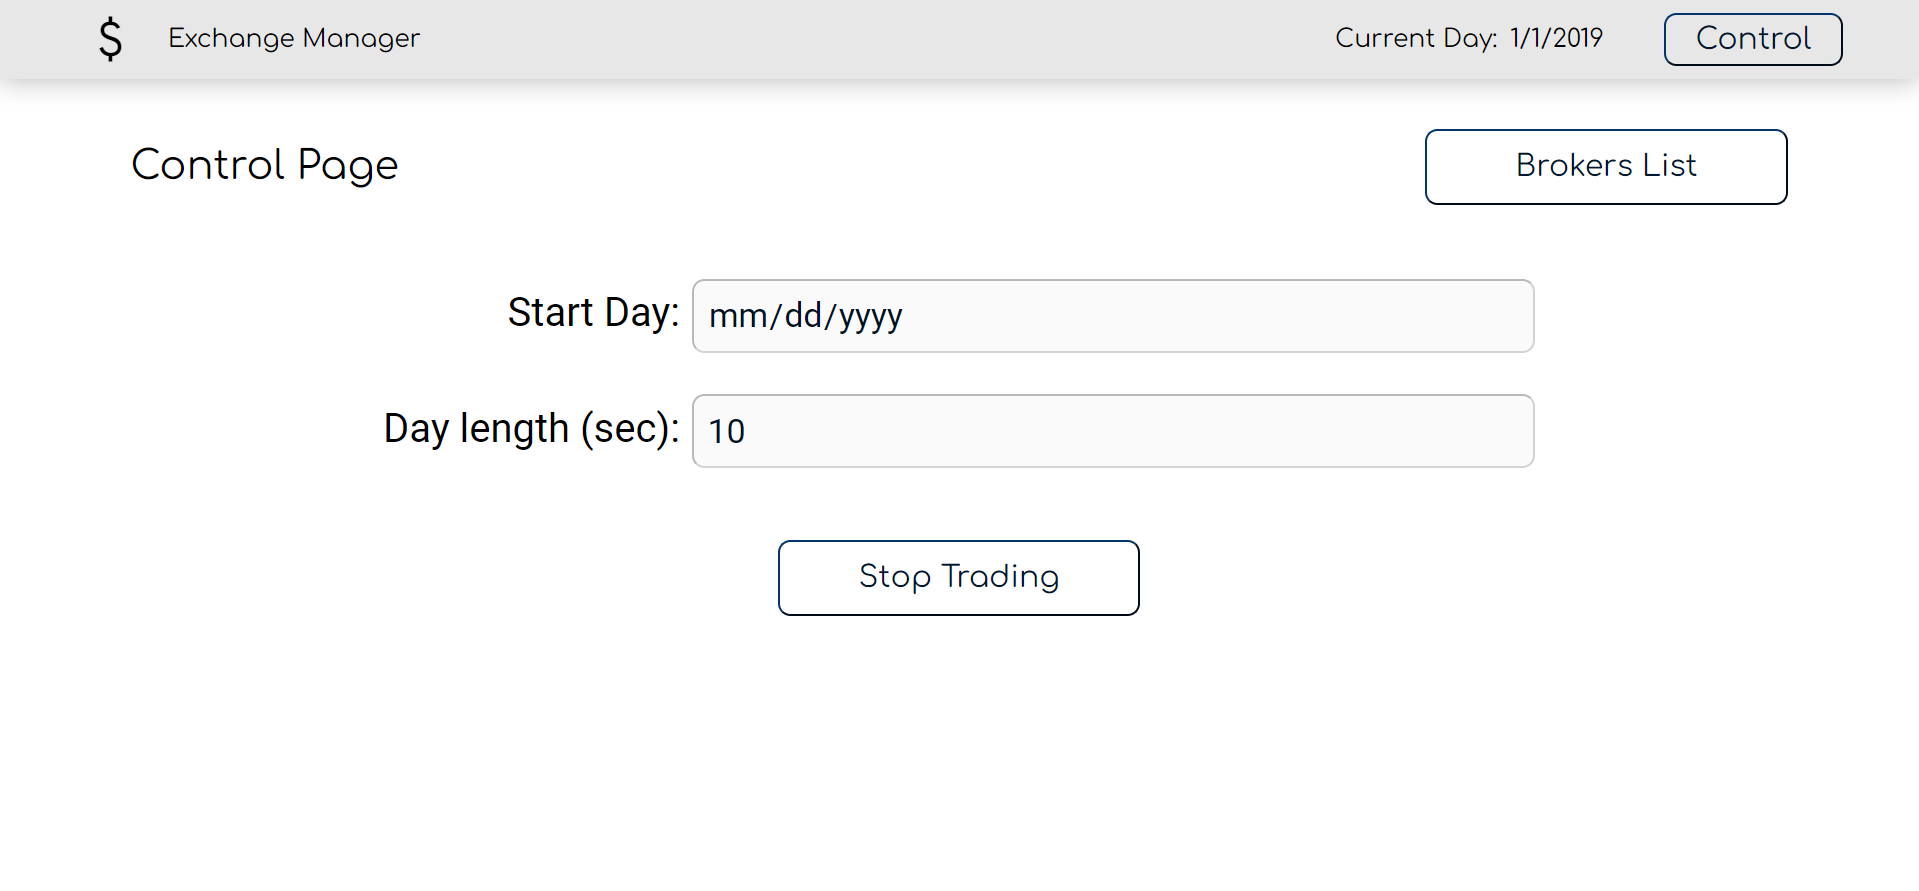 $ Exchange Manager Current Day: 1/1/2019 Control
Control Page Brokers List
Start Day: mm/dd/yyyy
Day length (sec): 10
Stop Trading